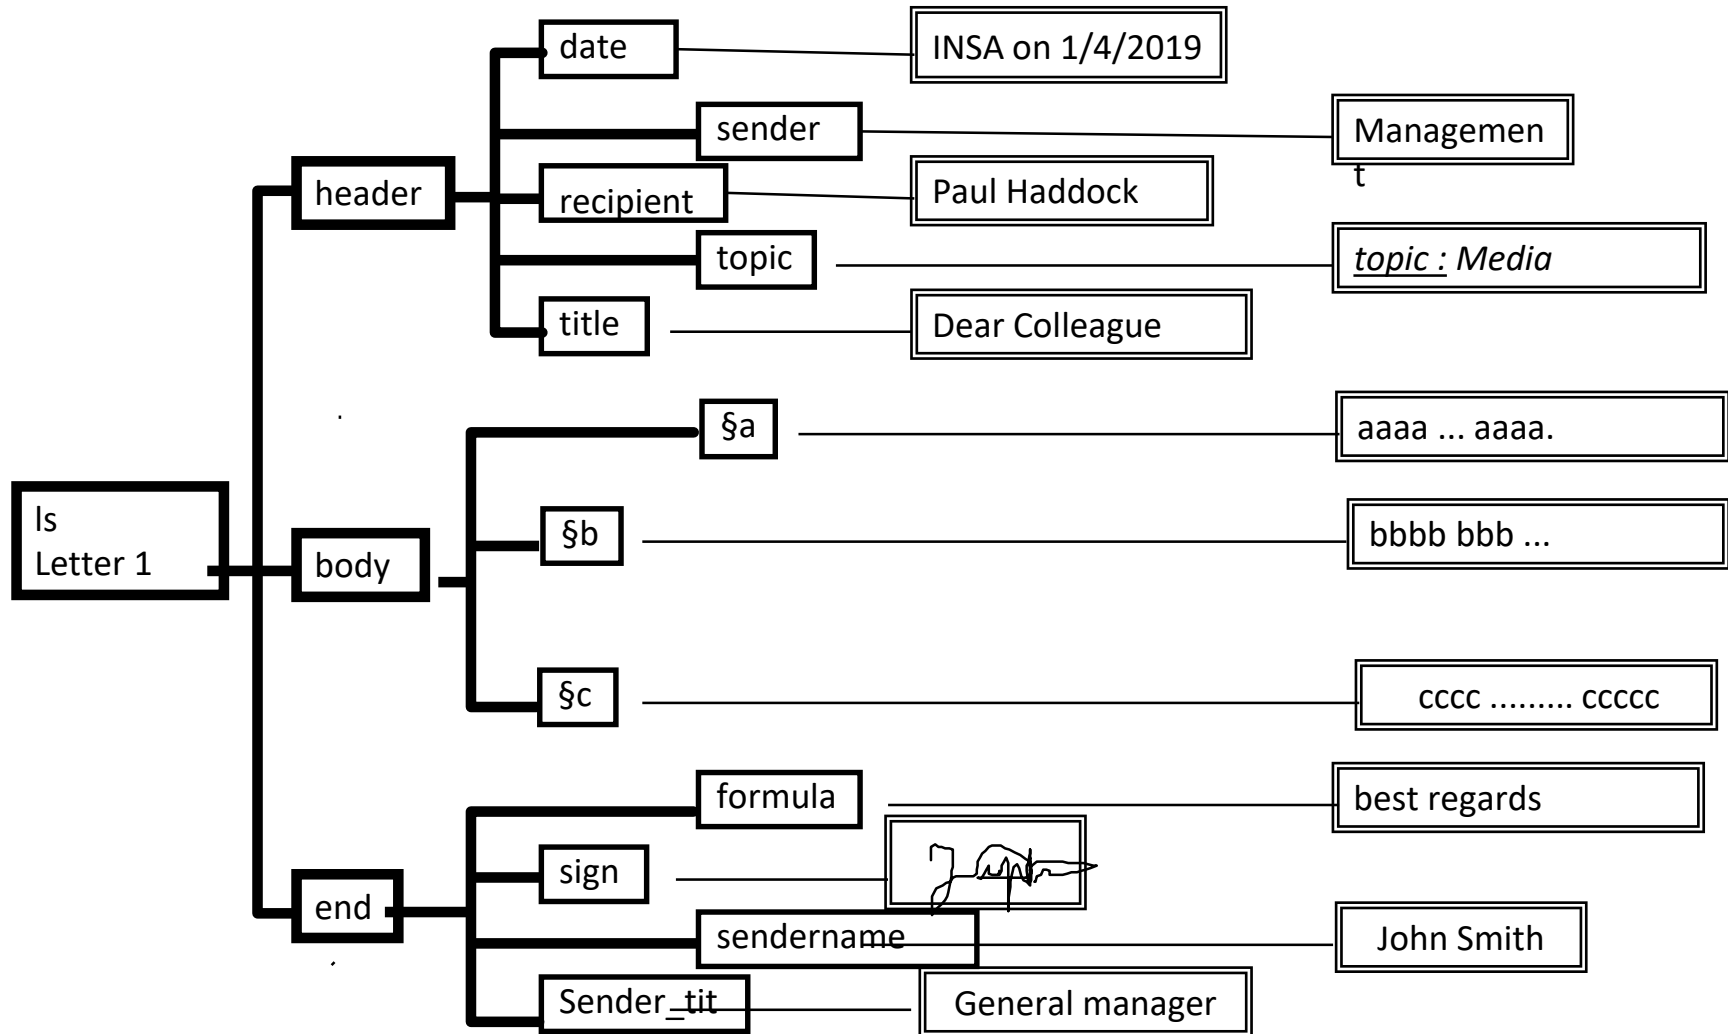 date
INSA on 1/4/2019
sender
Managemen
t
header
recipient
Paul Haddock
topic
topic : Media
title
Dear Colleague
§a
aaaa ... aaaa.
ls
Letter 1
body
§b
bbbb bbb ...
§c
cccc ......... ccccc
formula
best regards
sign
end
sendername
John Smith
Sender_tit
General manager